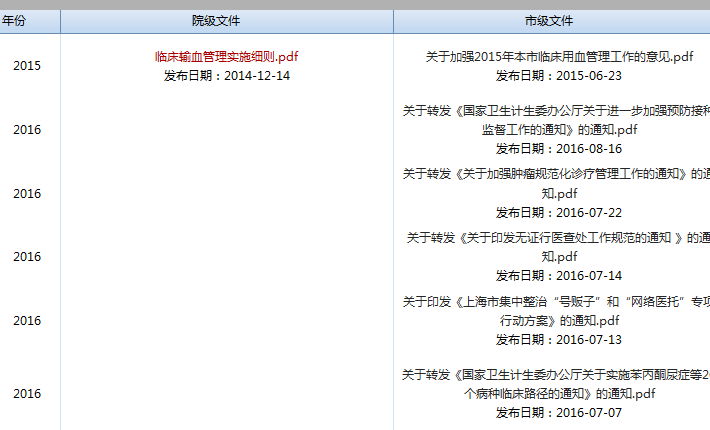 年份 院级文件 市级文件
2015
临床输血管理实施细则.pdf
发布日期：2014-12-14
关于加强2015年本市临床用血管理工作的意见.pdf
发布日期：2015-06-23
2016
关于转发《国家卫生计生委办公厅关于进一步加强预防接种
监督工作的通知》的通知.pdf
发布日期：2016-08-16
2016
关于转发《关于加强肿瘤规范化诊疗管理工作的通知》的通
知.pdf
发布日期：2016-07-22
2016
关于转发《关于印发无证行医查处工作规范的通知 》的通
知.pdf
发布日期：2016-07-14
2016
关于印发《上海市集中整治“号贩子”和“网络医托”专项
行动方案》的通知.pdf
发布日期：2016-07-13
2016
关于转发《国家卫生计生委办公厅关于实施苯丙酮尿症等2
个病种临床路径的通知》的通知.pdf
发布日期：2016-07-07